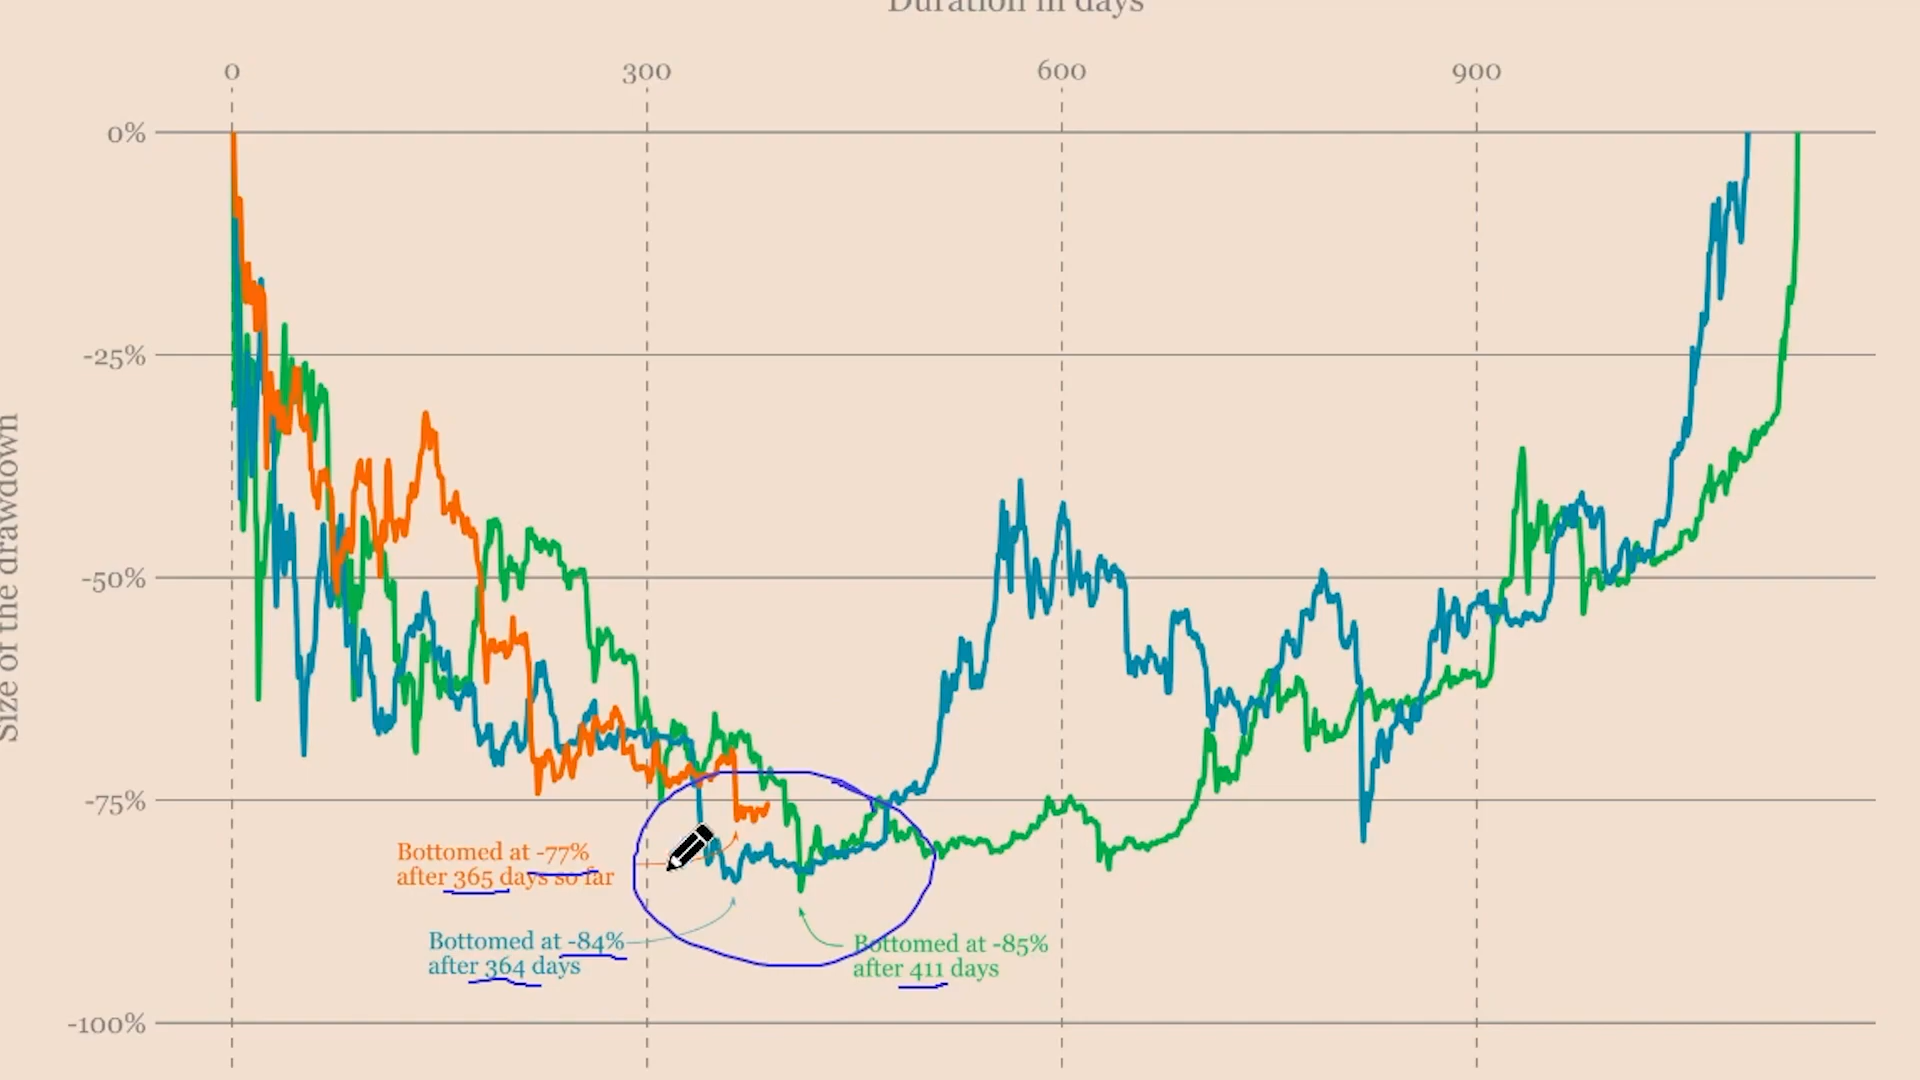 Duration in days
0 300 600 900
0%
-25%
-50%
-75%
-100%
Size of the drawdown
Bottomed at -77%
after 365 days so far
Bottomed at -84%
after 364 days
Bottomed at -85%
after 411 days